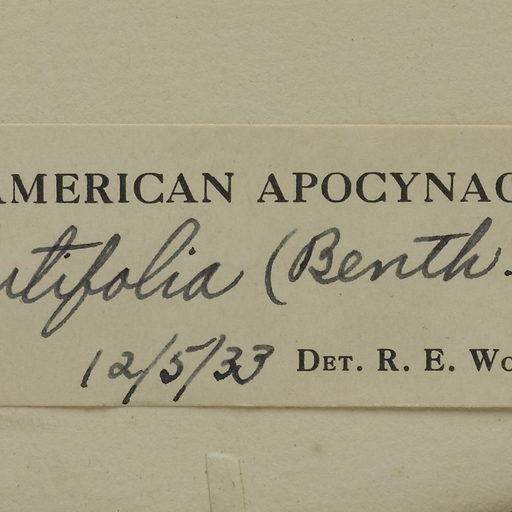 AMERICAN APOCYNAC
utifolia (Benth.
12/5/33 DET. R. E. WO